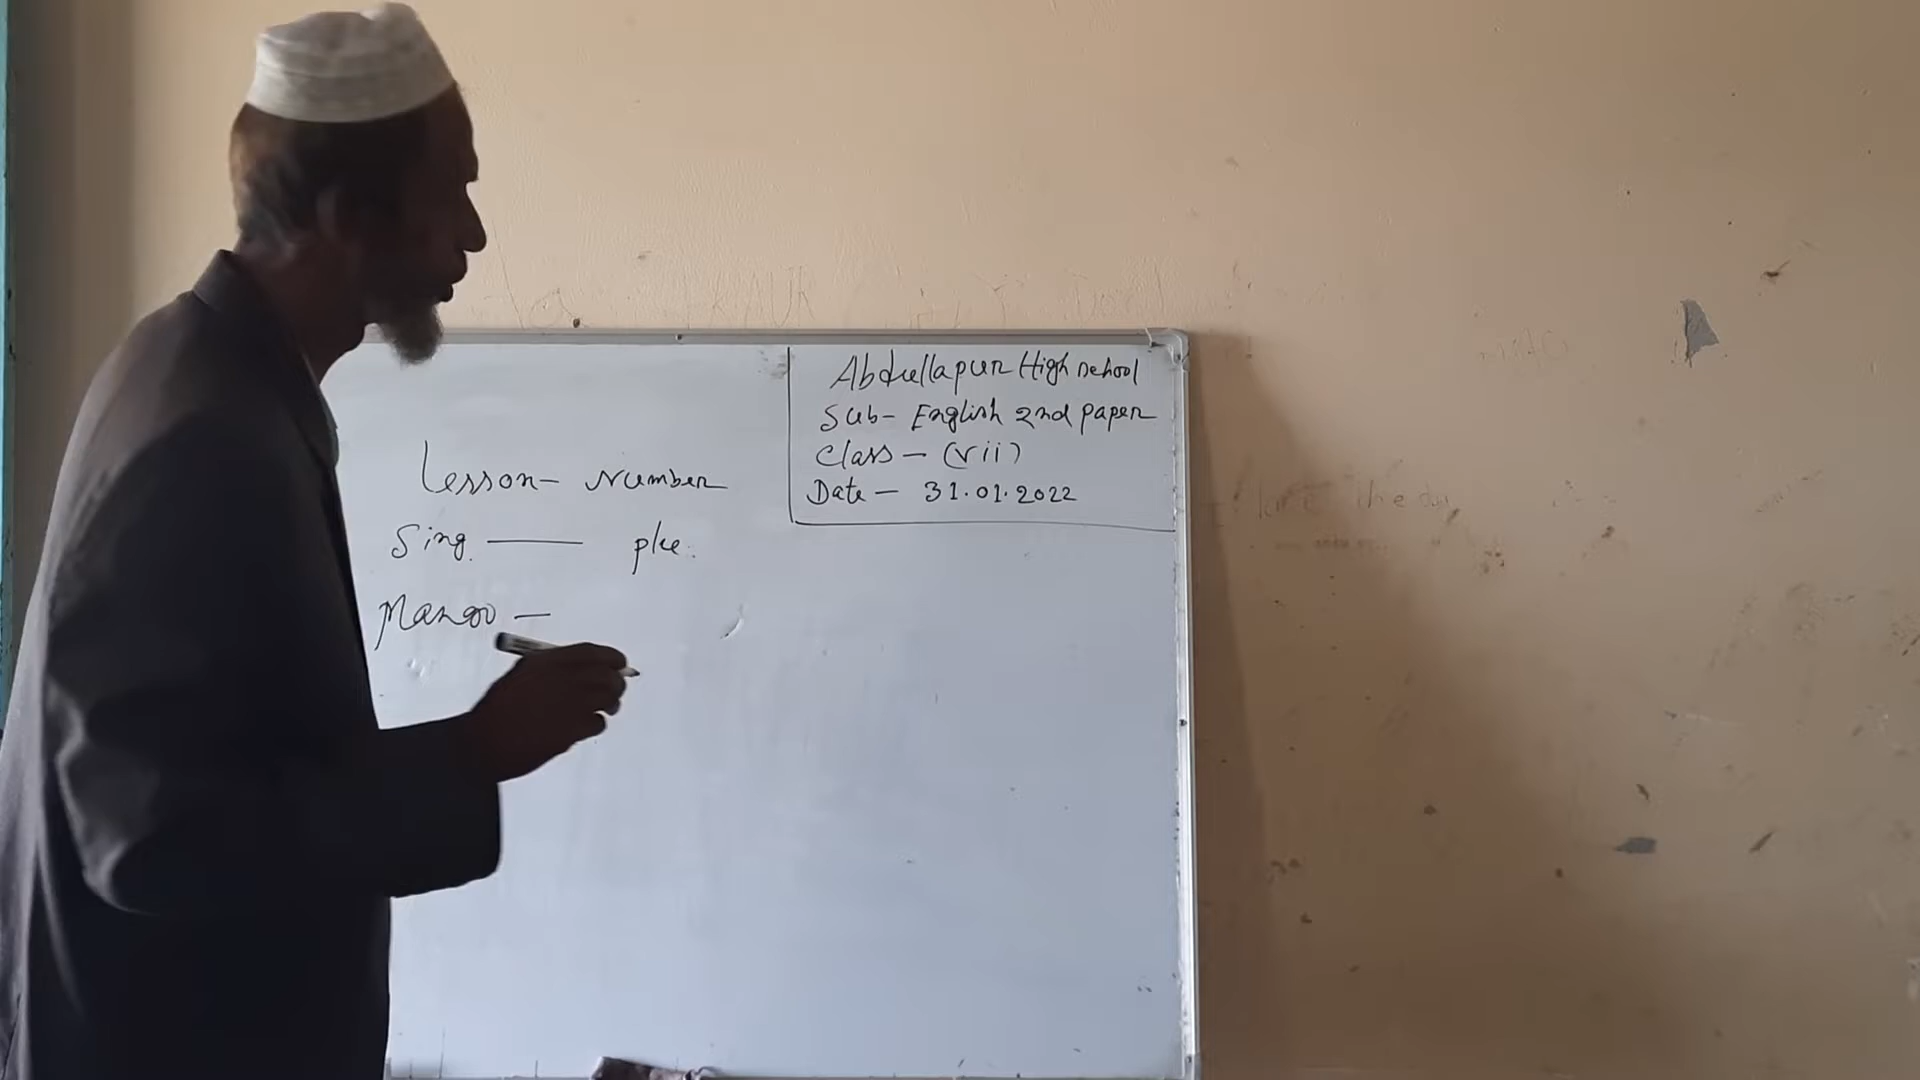 Abdullapur High school
Sub- English 2nd paper
Class - (vii)
Date - 31.01.2022
Lesson- Number
Sing. — plu.
Mango -